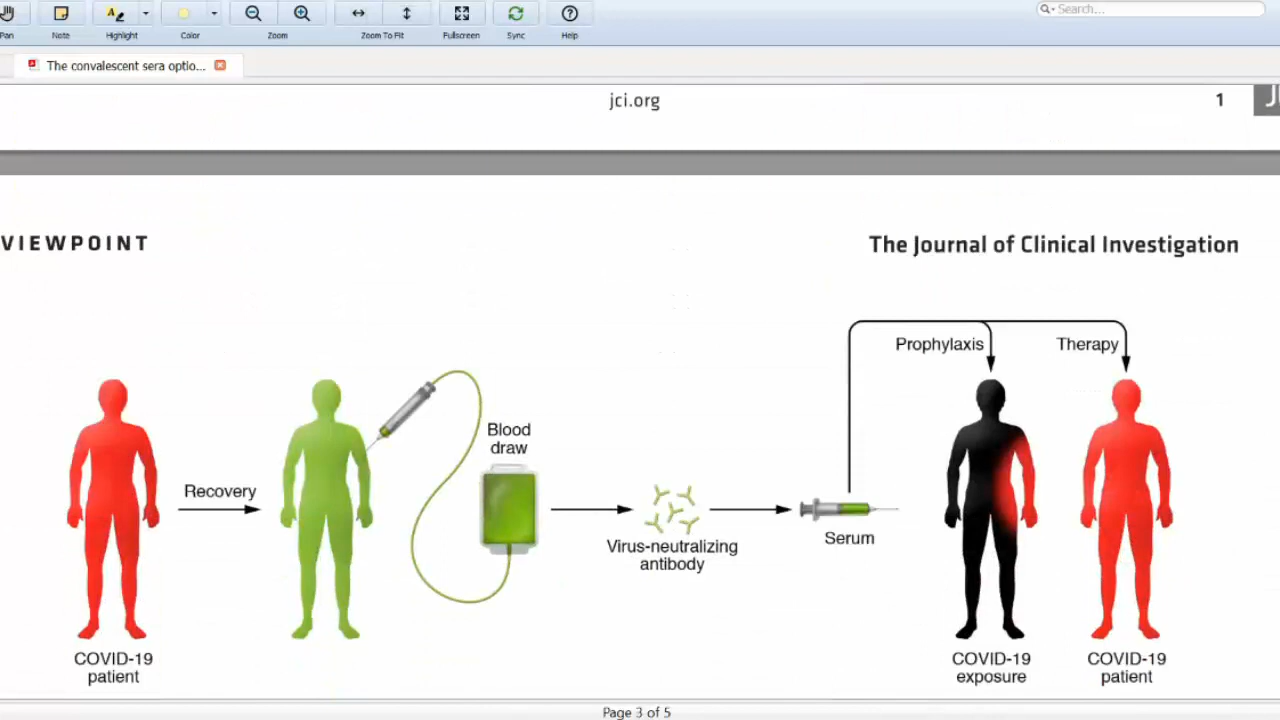 Pan Note Highlight Color Zoom Zoom To Fit Fullscreen Sync Help
Search...
The convalescent sera optio...
jci.org
1
VIEWPOINT
The Journal of Clinical Investigation
Prophylaxis
Therapy
Blood
draw
Recovery
Virus-neutralizing
antibody
Serum
COVID-19
patient
COVID-19
exposure
COVID-19
patient
Page 3 of 5